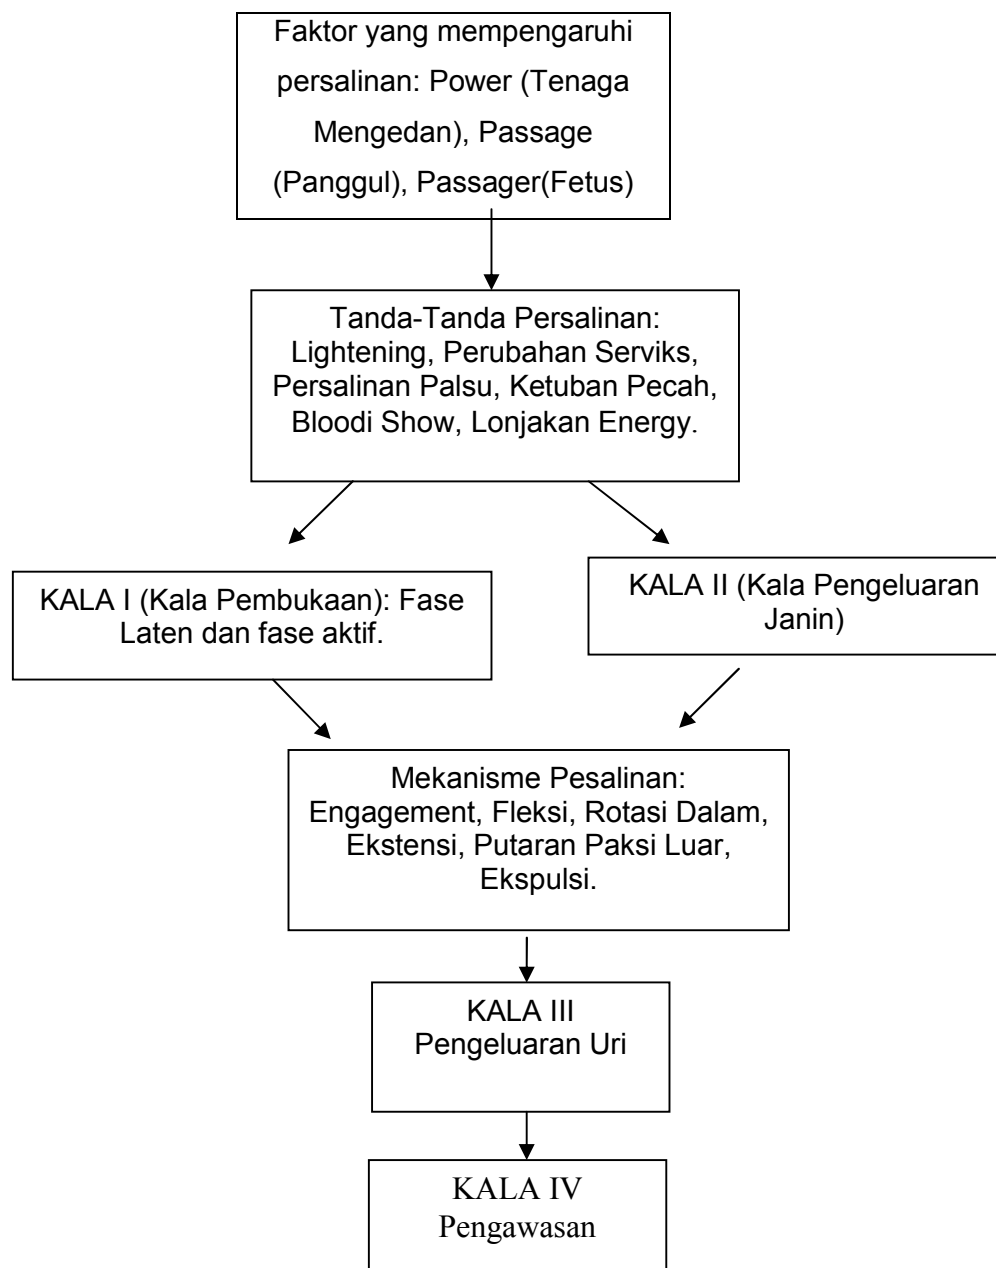 Faktor yang mempengaruhi
persalinan: Power (Tenaga
Mengedan), Passage
(Panggul), Passager(Fetus)
Tanda-Tanda Persalinan:
Lightening, Perubahan Serviks,
Persalinan Palsu, Ketuban Pecah,
Bloodi Show, Lonjakan Energy.
KALA I (Kala Pembukaan): Fase
Laten dan fase aktif.
KALA II (Kala Pengeluaran
Janin)
Mekanisme Pesalinan:
Engagement, Fleksi, Rotasi Dalam,
Ekstensi, Putaran Paksi Luar,
Ekspulsi.
KALA III
Pengeluaran Uri
KALA IV
Pengawasan